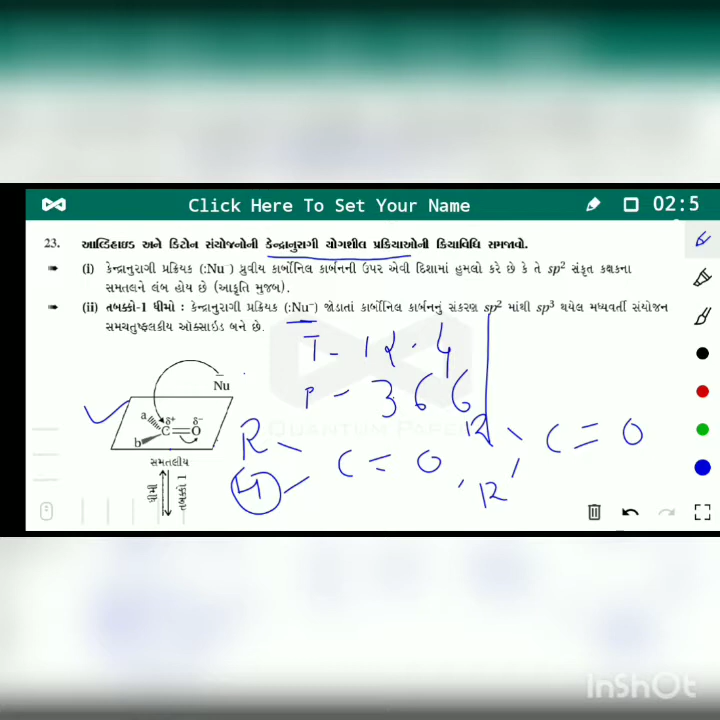 Click Here To Set Your Name
02:5
23. આલ્ડિહાઇડ અને કિટોન સંયોજનોની કેન્દ્રાનુરાગી યોગશીલ પ્રક્રિયાઓની ક્રિયાવિધિ સમજાવો.
➡ (i) કેન્દ્રાનુરાગી પ્રક્રિયક (:Nu⁻) ધ્રુવીય કાર્બોનિલ કાર્બનની ઉપર એવી દિશામાં હુમલો કરે છે કે તે sp² સંકૃત કક્ષકના
સમતલને લંબ હોય છે (આકૃતિ મુજબ).
➡ (ii) તબક્કો-1 ધીમો : કેન્દ્રાનુરાગી પ્રક્રિયક (:Nu⁻) જોડાતાં કાર્બોનિલ કાર્બનનું સંકરણ sp² માંથી sp³ થયેલ મધ્યવર્તી સંયોજન
સમચતુષ્ફલકીય ઓક્સાઇડ બને છે.
T - 12.4
P - 366
Nu
a
δ+ δ-
C=O
b
QUANTUM PAPER
R
C = O
H
R
C = O
R'
સમતલીય
ધીમો
તબક્કો 1
InShOt